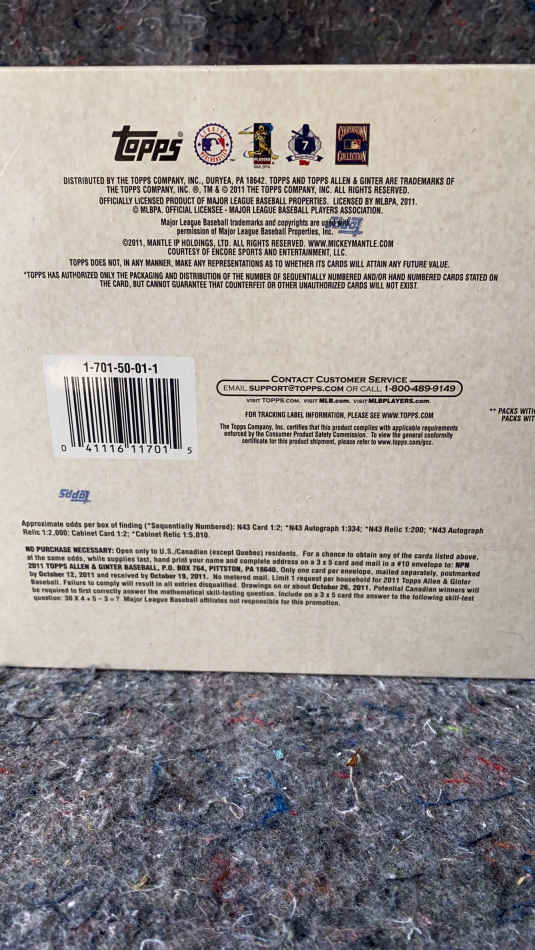 Topps®
7
COOPERSTOWN
COLLECTION
DISTRIBUTED BY THE TOPPS COMPANY, INC., DURYEA, PA 18642. TOPPS AND TOPPS ALLEN & GINTER ARE TRADEMARKS OF
THE TOPPS COMPANY, INC. ®, TM & © 2011 THE TOPPS COMPANY, INC. ALL RIGHTS RESERVED.
OFFICIALLY LICENSED PRODUCT OF MAJOR LEAGUE BASEBALL PROPERTIES. LICENSED BY MLBPA, 2011.
© MLBPA. OFFICIAL LICENSEE - MAJOR LEAGUE BASEBALL PLAYERS ASSOCIATION.
Major League Baseball trademarks and copyrights are used with
permission of Major League Baseball Properties, Inc.
©2011, MANTLE IP HOLDINGS, LTD. ALL RIGHTS RESERVED. WWW.MICKEYMANTLE.COM
COURTESY OF ENCORE SPORTS AND ENTERTAINMENT, LLC.
TOPPS DOES NOT, IN ANY MANNER, MAKE ANY REPRESENTATIONS AS TO WHETHER ITS CARDS WILL ATTAIN ANY FUTURE VALUE.
*TOPPS HAS AUTHORIZED ONLY THE PACKAGING AND DISTRIBUTION OF THE NUMBER OF SEQUENTIALLY NUMBERED AND/OR HAND NUMBERED CARDS STATED ON
THE CARD, BUT CANNOT GUARANTEE THAT COUNTERFEIT OR OTHER UNAUTHORIZED CARDS WILL NOT EXIST.
1-701-50-01-1
0 41116 11701 5
CONTACT CUSTOMER SERVICE
EMAIL SUPPORT@TOPPS.COM OR CALL 1-800-489-9149
VISIT TOPPS.COM. VISIT MLB.COM. VISIT MLBPLAYERS.COM.
FOR TRACKING LABEL INFORMATION, PLEASE SEE WWW.TOPPS.COM
The Topps Company, Inc. certifies that this product complies with applicable requirements
enforced by the Consumer Product Safety Commission. To view the general conformity
certificate for this product shipment, please refer to www.topps.com/gcc.
** PACKS WITH
PACKS WIT
Topps
Approximate odds per box of finding (*Sequentially Numbered): N43 Card 1:2; *N43 Autograph 1:334; *N43 Relic 1:200; *N43 Autograph
Relic 1:2,000; Cabinet Card 1:2; *Cabinet Relic 1:5,010.
NO PURCHASE NECESSARY: Open only to U.S./Canadian (except Quebec) residents. For a chance to obtain any of the cards listed above,
at the same odds, while supplies last, hand print your name and complete address on a 3 x 5 card and mail in a #10 envelope to: NPN
2011 TOPPS ALLEN & GINTER BASEBALL, P.O. BOX 764, PITTSTON, PA 18640. Only one card per envelope, mailed separately, postmarked
by October 12, 2011 and received by October 19, 2011. No metered mail. Limit 1 request per household for 2011 Topps Allen & Ginter
Baseball. Failure to comply will result in all entries disqualified. Drawings on or about October 26, 2011. Potential Canadian winners will
be required to first correctly answer the mathematical skill-testing question. Include on a 3 x 5 card the answer to the following skill-test
question: 36 X 4 + 5 - 3 = ? Major League Baseball affiliates not responsible for this promotion.